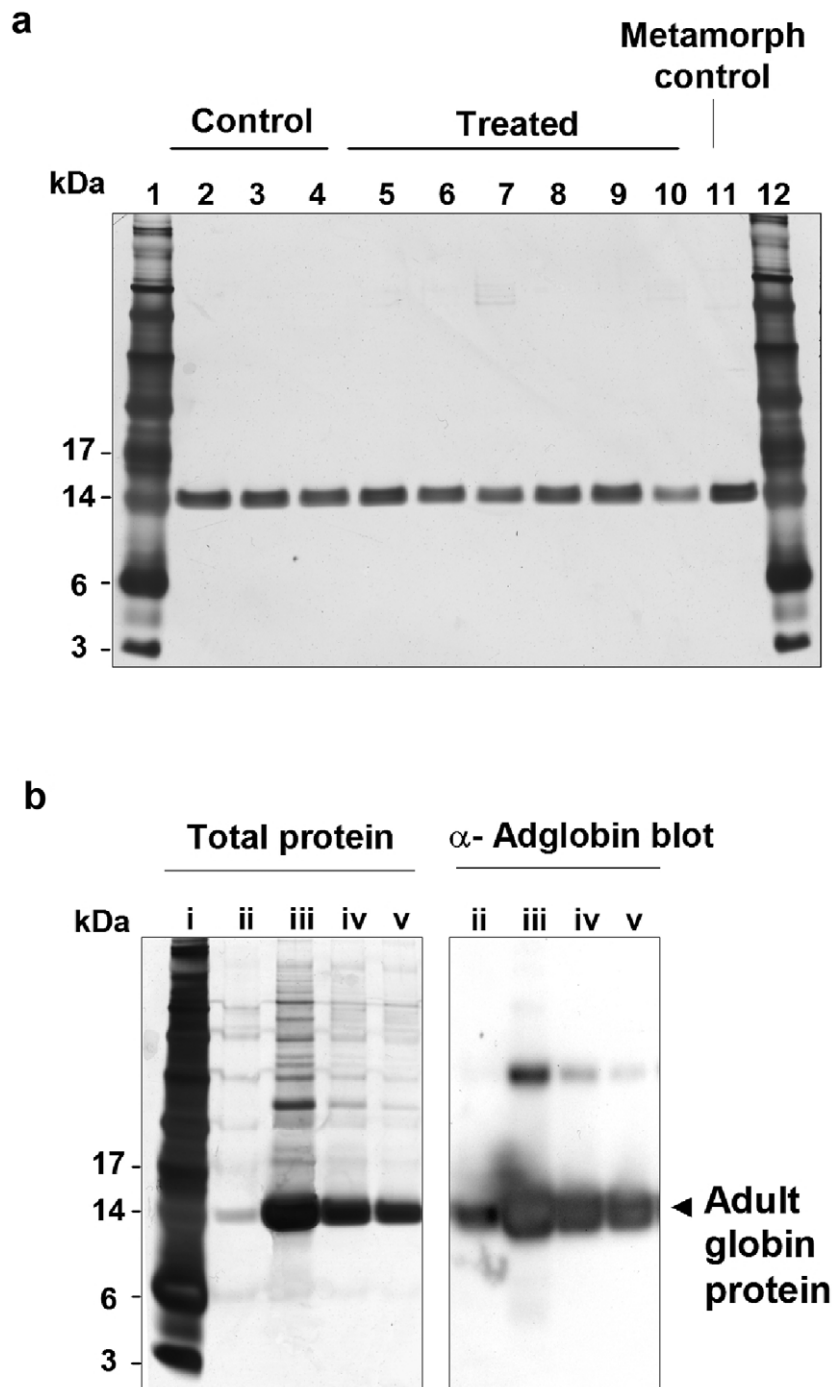 a
Metamorph
control
Control Treated
kDa 1 2 3 4 5 6 7 8 9 10 11 12
17
14
6
3
b
Total protein α- Adglobin blot
kDa i ii iii iv v ii iii iv v
17
14
6
3
Adult
globin
protein